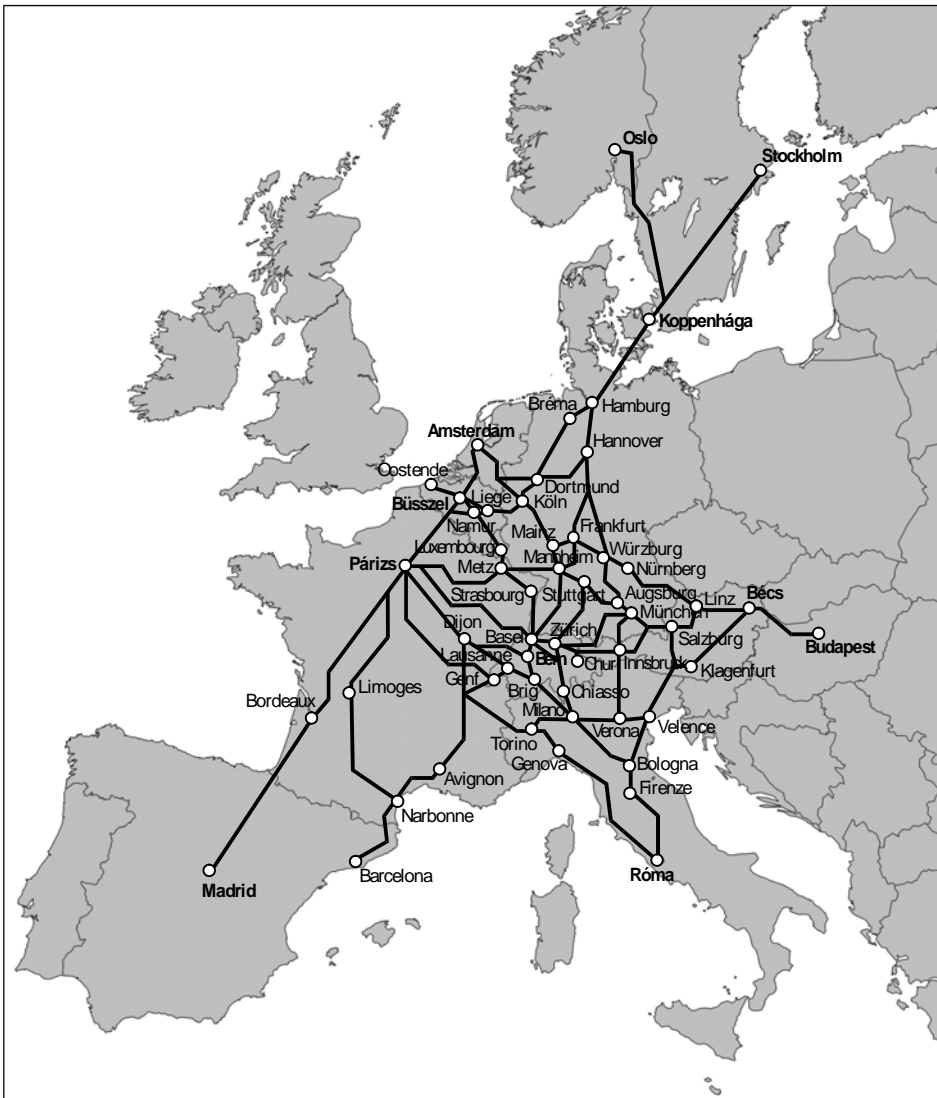 Oslo
Stockholm
Koppenhága
Bréma
Hamburg
Amsterdam
Hannover
Oostende
Dortmund
Büsszel
Liege
Köln
Namur
Frankfurt
Mainz
Luxembourg
Würzburg
Párizs
Metz
Mannheim
Nürnberg
Strasbourg
Stuttgart
Augsburg
Linz
Bécs
München
Dijon
Basel
Zürich
Salzburg
Budapest
Lausanne
Bern
Chur
Innsbruck
Klagenfurt
Genf
Brig
Chiasso
Limoges
Bordeaux
Milano
Verona
Velence
Torino
Genova
Bologna
Avignon
Firenze
Narbonne
Barcelona
Róma
Madrid